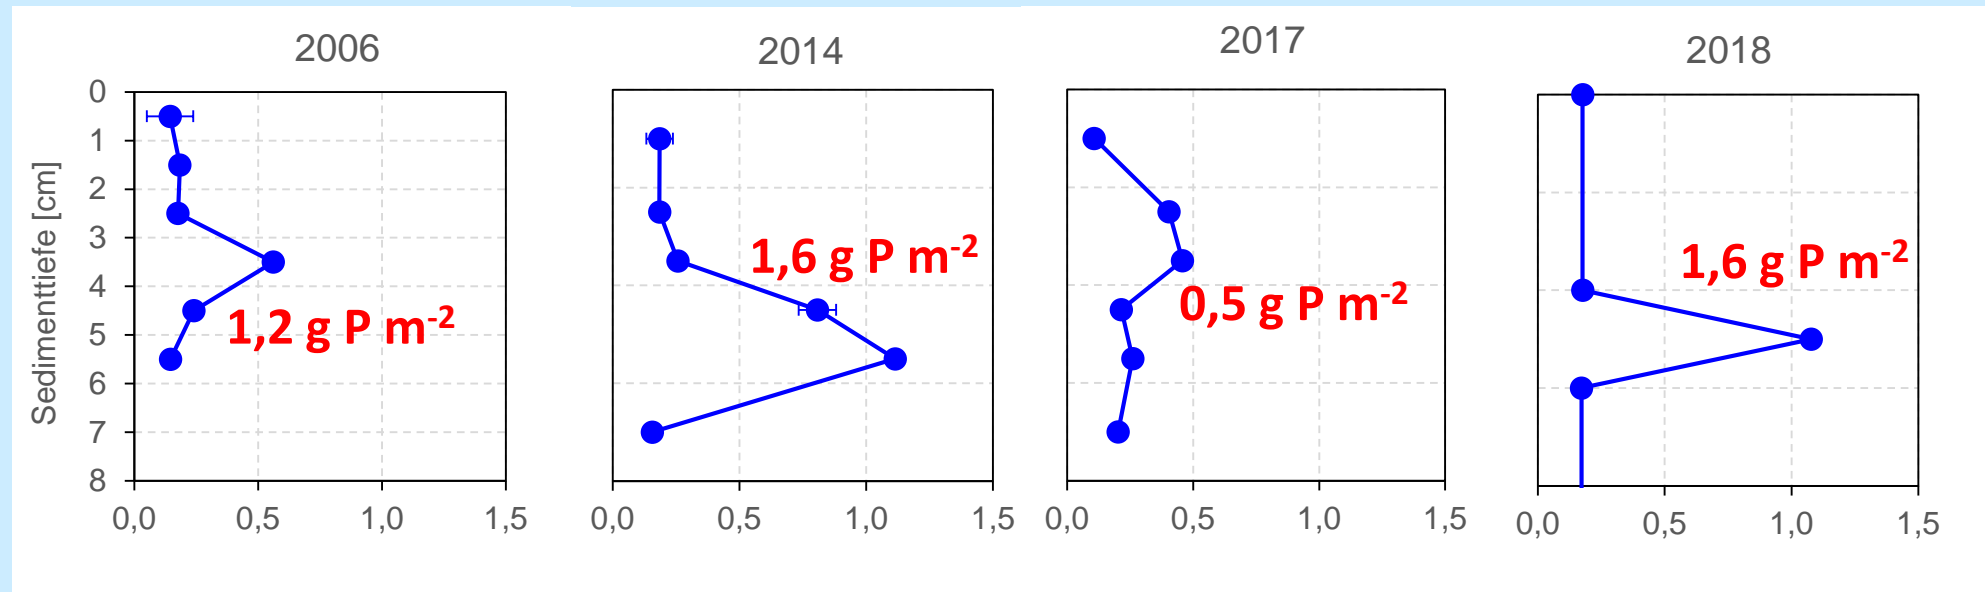 2006
2014
2017
2018
Sedimenttiefe [cm]
0
1
2
3
4
5
6
7
8
1,2 g P m-2
1,6 g P m-2
0,5 g P m-2
1,6 g P m-2
0,0 0,5 1,0 1,5
0,0 0,5 1,0 1,5
0,0 0,5 1,0 1,5
0,0 0,5 1,0 1,5